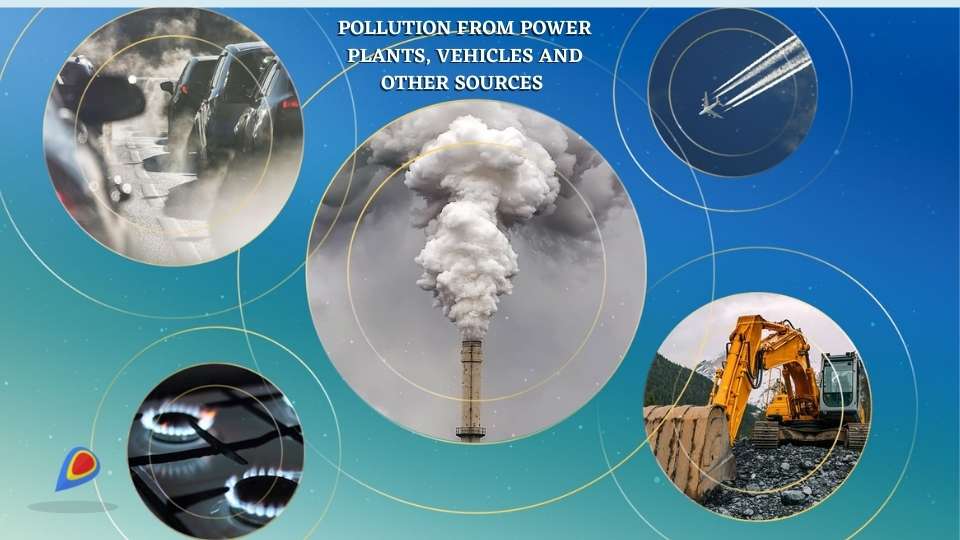 POLLUTION FROM POWER
PLANTS, VEHICLES AND
OTHER SOURCES